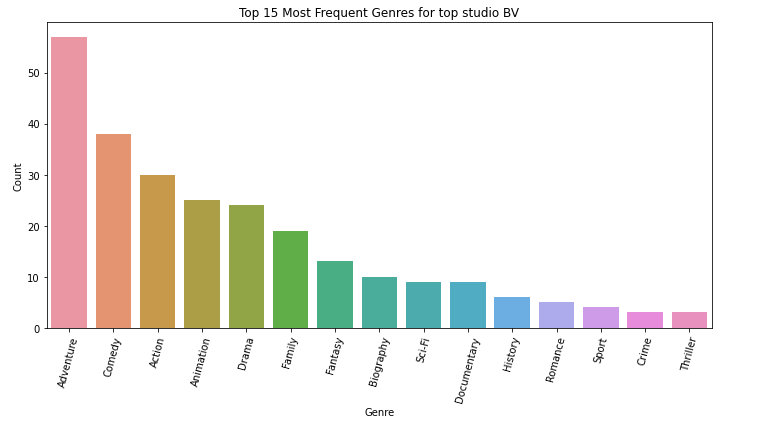 Top 15 Most Frequent Genres for top studio BV
Count
50
40
30
20
10
0
Adventure
Comedy
Action
Animation
Drama
Family
Fantasy
Biography
Sci-Fi
Documentary
History
Romance
Sport
Crime
Thriller
Genre